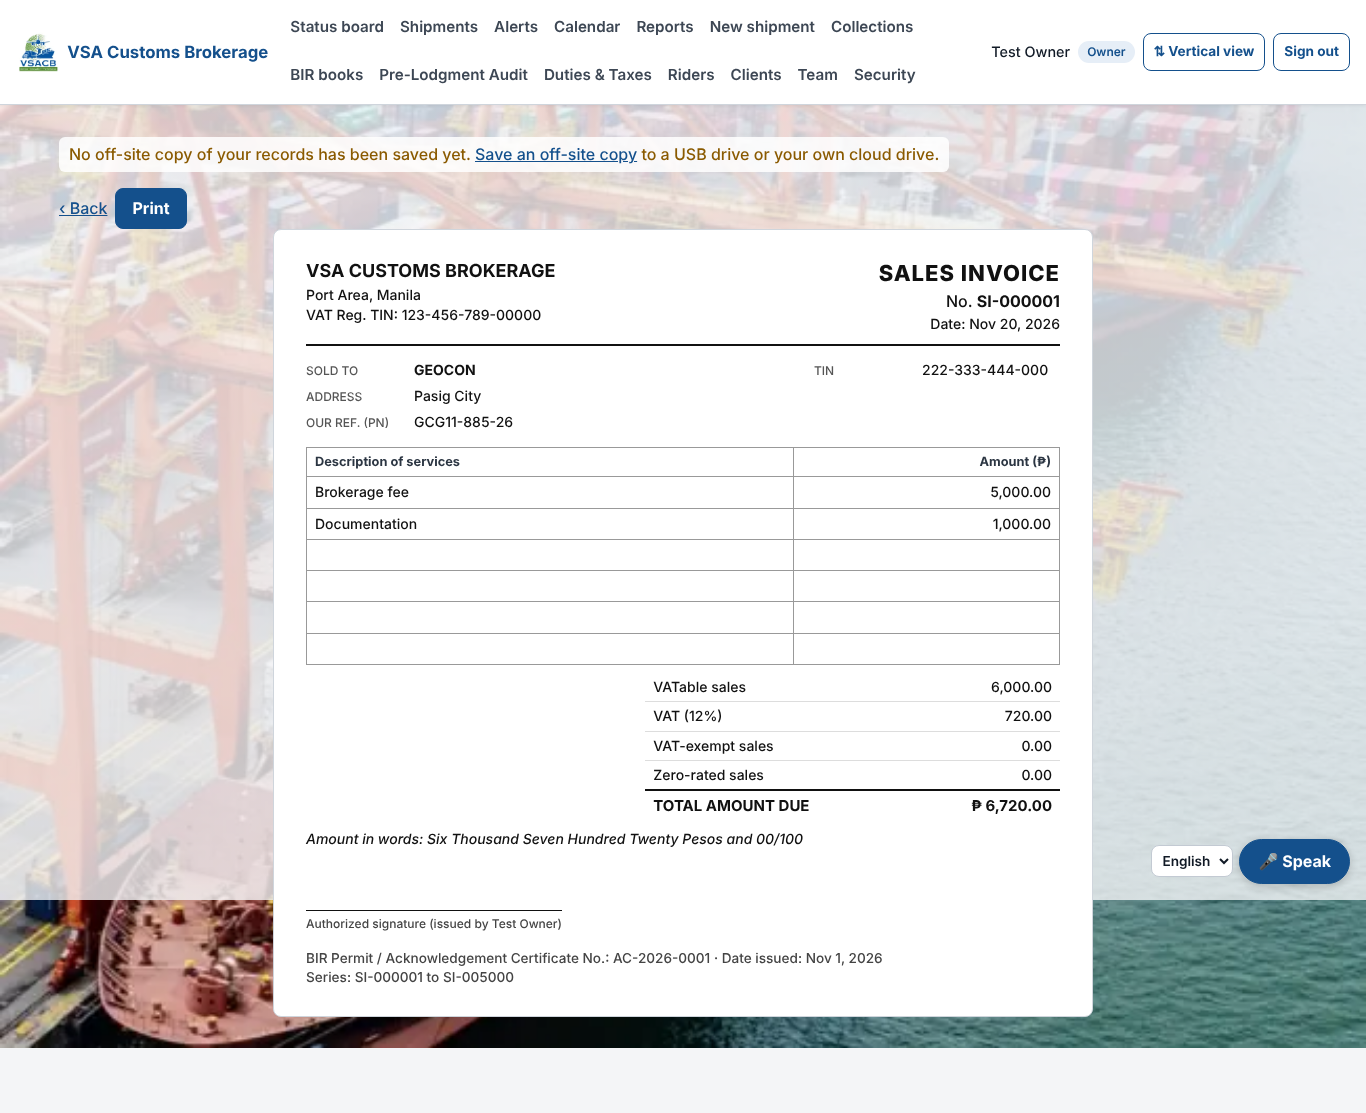 VSACB
VSA Customs Brokerage
Status board Shipments Alerts Calendar Reports New shipment Collections
BIR books Pre-Lodgment Audit Duties & Taxes Riders Clients Team Security
Test Owner Owner ⇅ Vertical view Sign out
No off-site copy of your records has been saved yet. Save an off-site copy to a USB drive or your own cloud drive.
‹ Back Print
VSA CUSTOMS BROKERAGE
Port Area, Manila
VAT Reg. TIN: 123-456-789-00000
SALES INVOICE
No. SI-000001
Date: Nov 20, 2026
SOLD TO GEOCON TIN 222-333-444-000
ADDRESS Pasig City
OUR REF. (PN) GCG11-885-26
Description of services Amount (₱)
Brokerage fee 5,000.00
Documentation 1,000.00
VATable sales 6,000.00
VAT (12%) 720.00
VAT-exempt sales 0.00
Zero-rated sales 0.00
TOTAL AMOUNT DUE ₱ 6,720.00
Amount in words: Six Thousand Seven Hundred Twenty Pesos and 00/100
English 🎤 Speak
Authorized signature (issued by Test Owner)
BIR Permit / Acknowledgement Certificate No.: AC-2026-0001 · Date issued: Nov 1, 2026
Series: SI-000001 to SI-005000